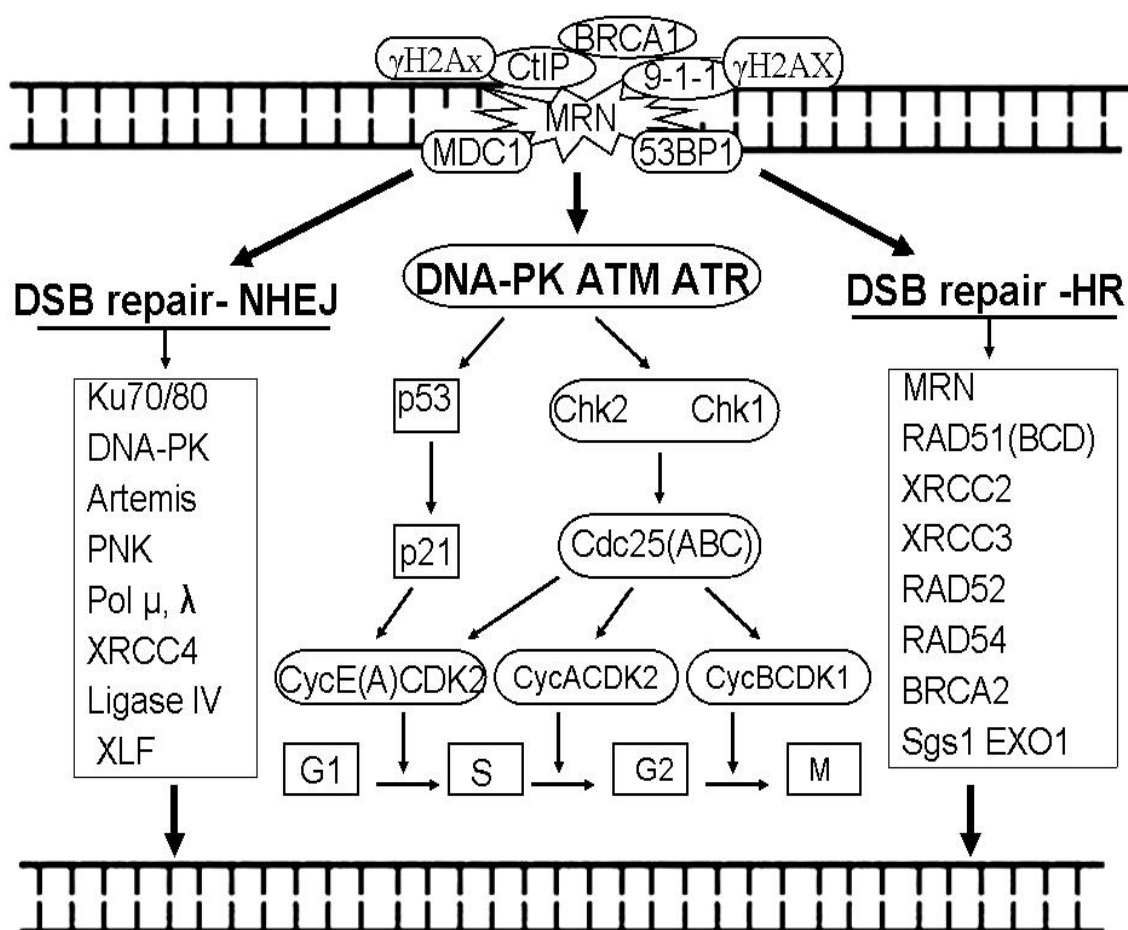 BRCA1
γH2Ax
CtIP
9-1-1
γH2AX
MRN
MDC1
53BP1
DSB repair- NHEJ
DNA-PK ATM ATR
DSB repair -HR
Ku70/80
DNA-PK
Artemis
PNK
Pol μ, λ
XRCC4
Ligase IV
XLF
p53
Chk2 Chk1
p21
Cdc25(ABC)
CycE(A)CDK2
CycACDK2
CycBCDK1
G1
S
G2
M
MRN
RAD51(BCD)
XRCC2
XRCC3
RAD52
RAD54
BRCA2
Sgs1 EXO1